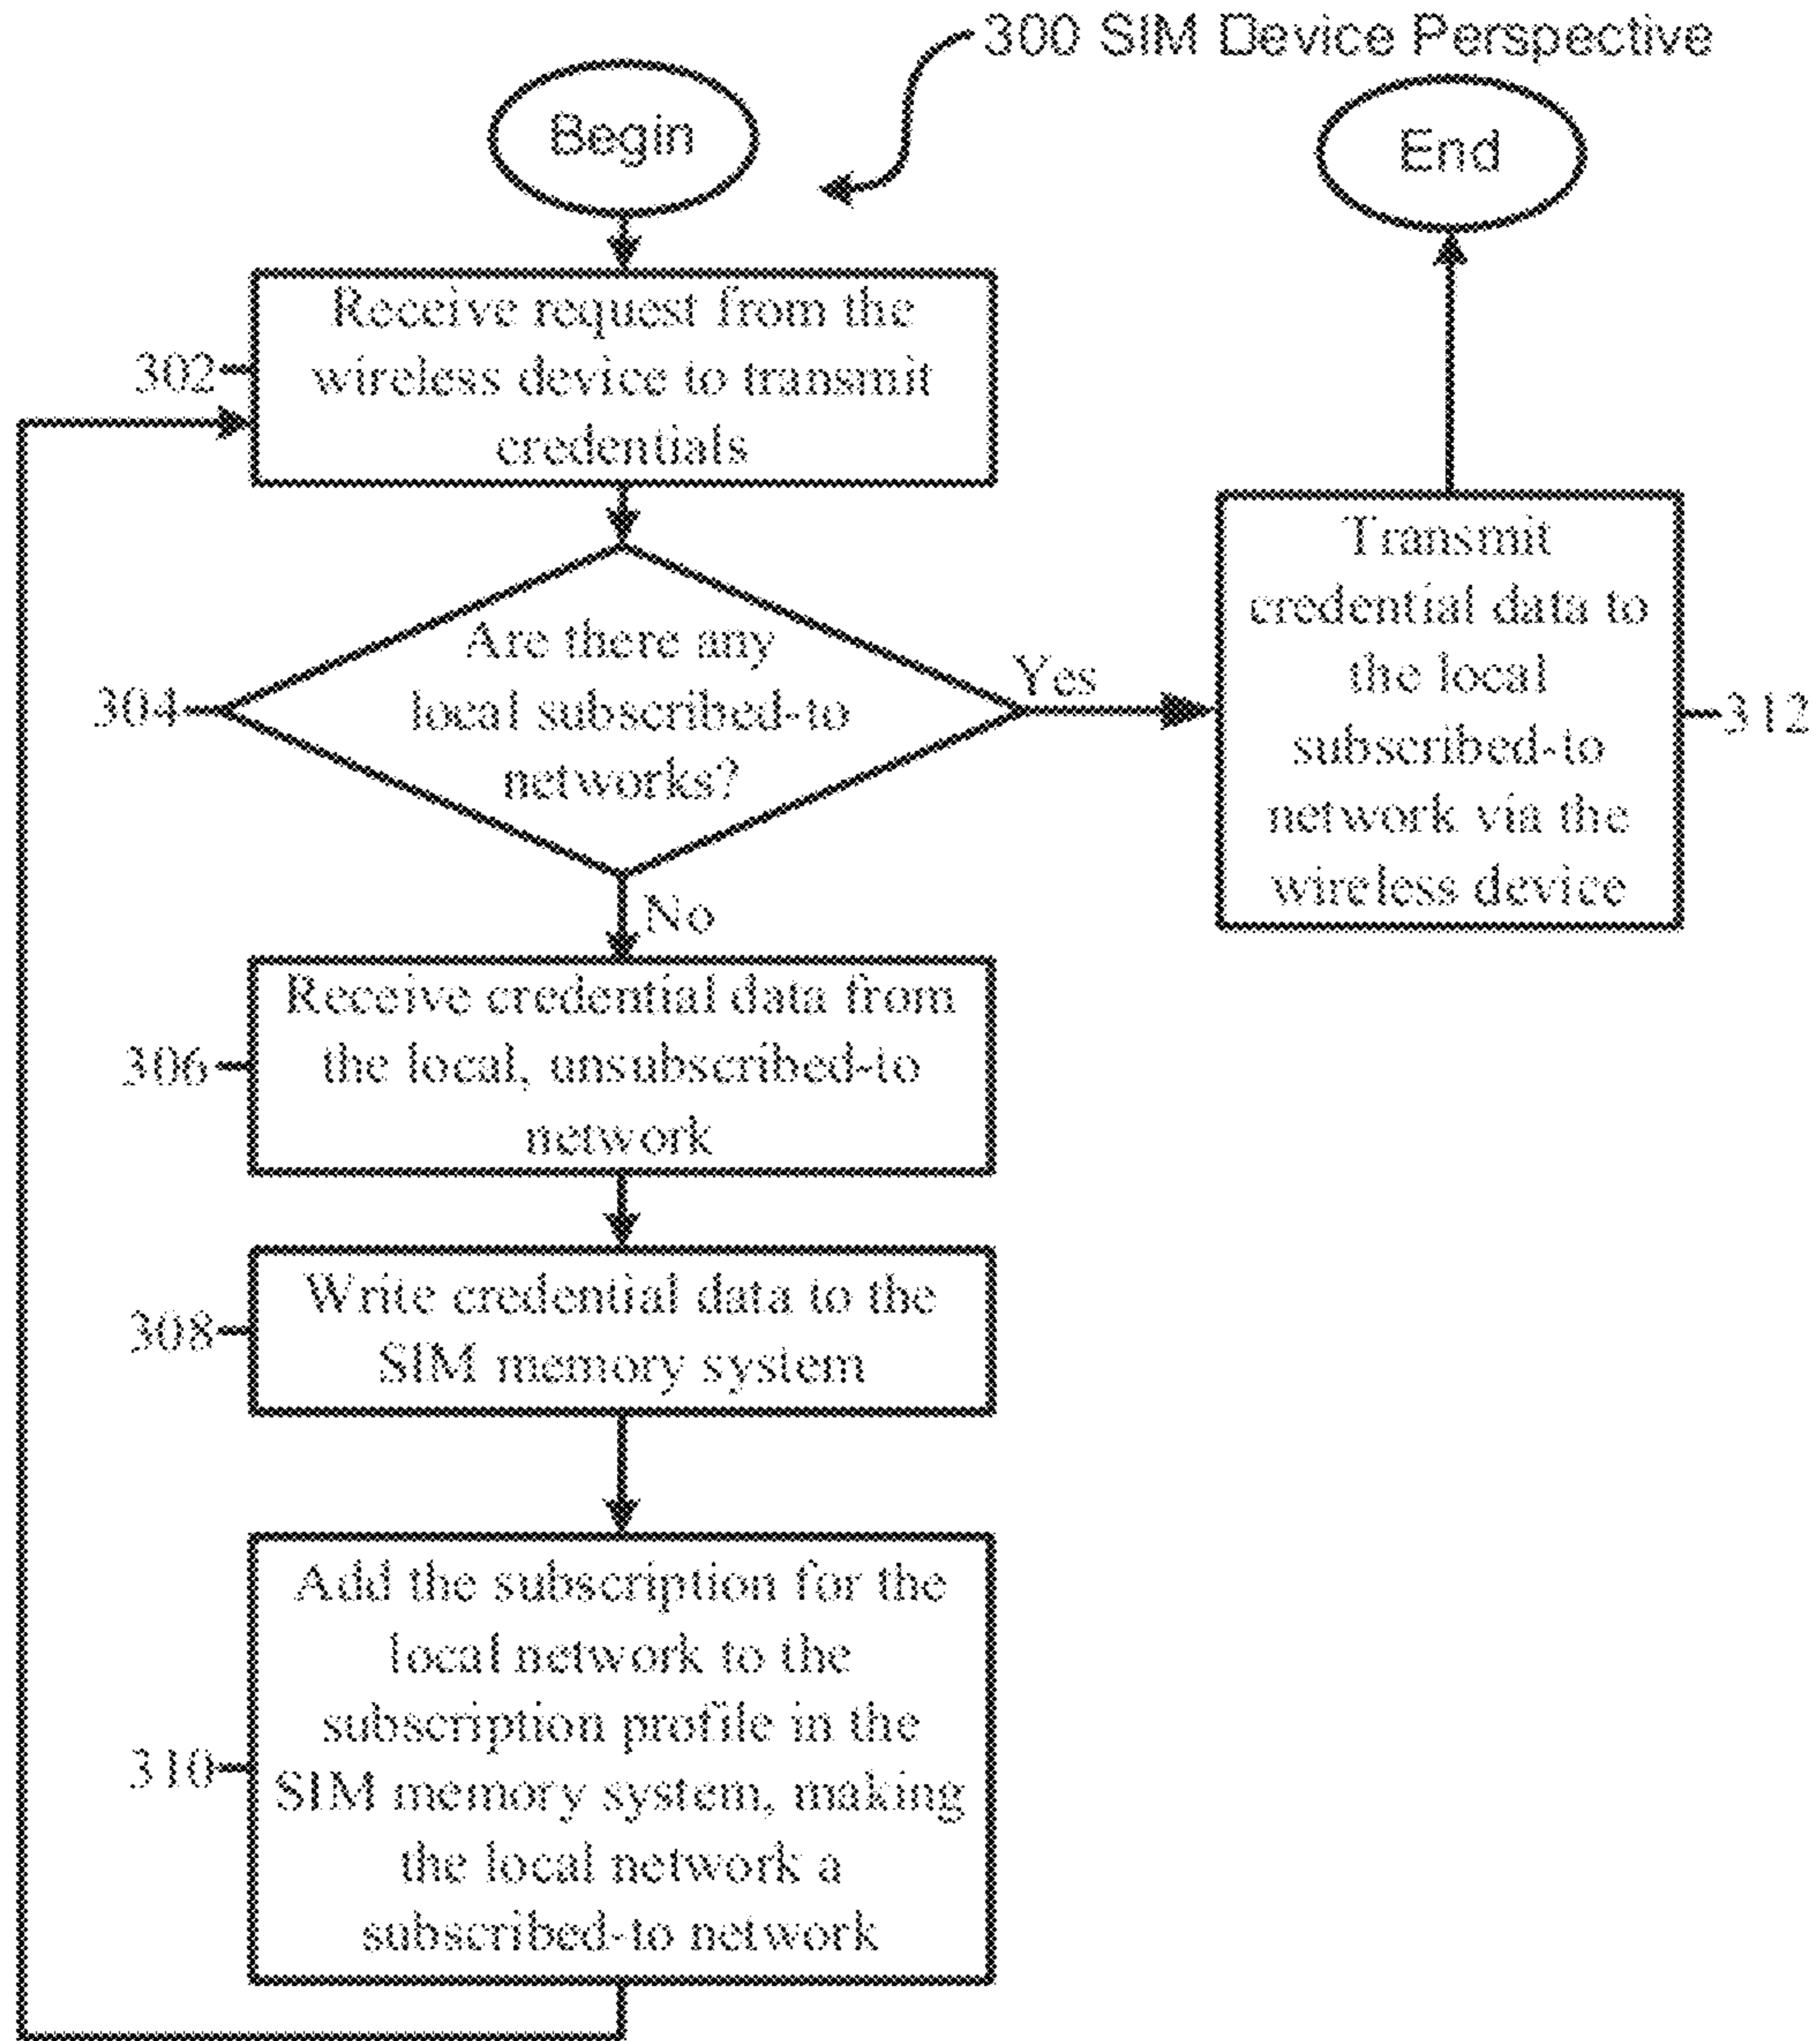 300 SIM Device Perspective
Begin
End
302
Receive request from the
wireless device to transmit
credentials
304
Are there any
local subscribed-to
networks?
Yes
Transmit
credential data to
the local
subscribed-to
network via the
wireless device
312
No
306
Receive credential data from
the local, unsubscribed-to
network
308
Write credential data to the
SIM memory system
310
Add the subscription for the
local network to the
subscription profile in the
SIM memory system, making
the local network a
subscribed-to network